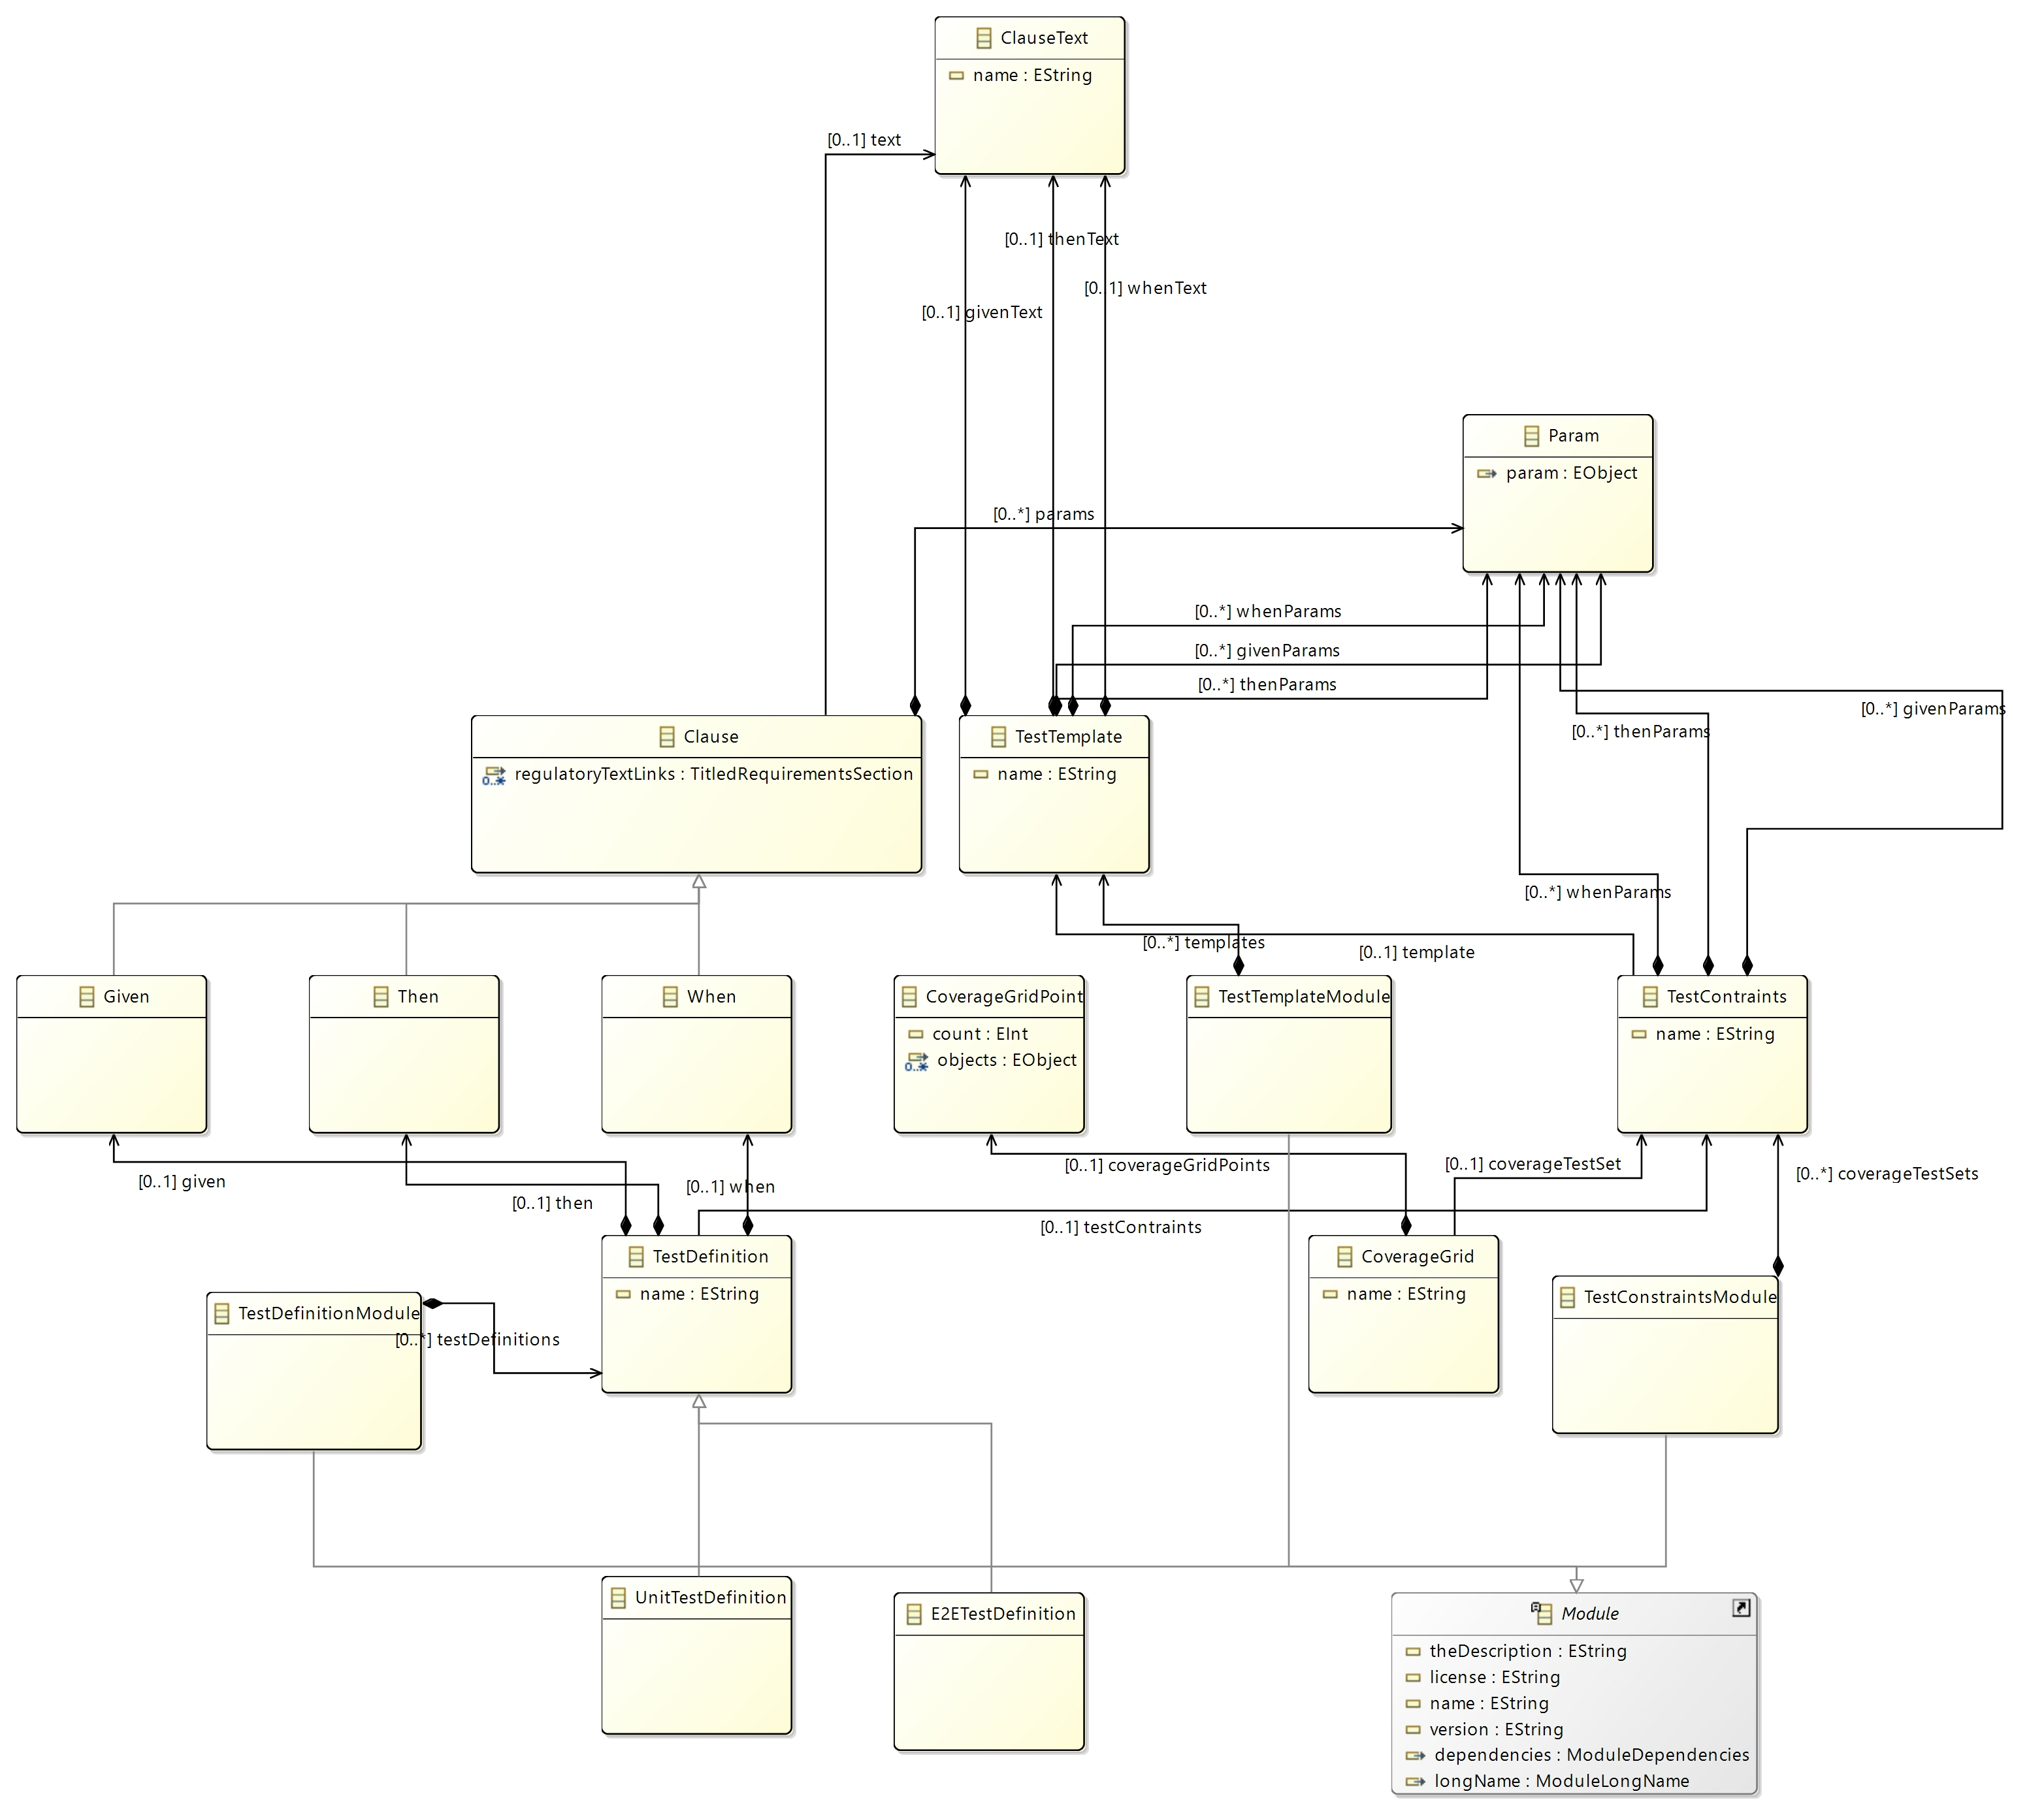 ClauseText
name : EString
[0..1] text
[0..1] thenText
[0..1] whenText
[0..1] givenText
Param
param : EObject
[0..*] params
[0..*] whenParams
[0..*] givenParams
[0..*] thenParams
[0..*] givenParams
[0..*] thenParams
Clause
regulatoryTextLinks : TitledRequirementsSection
0..*
TestTemplate
name : EString
[0..*] whenParams
[0..*] templates
[0..1] template
Given
Then
When
CoverageGridPoint
count : EInt
objects : EObject
0..*
TestTemplateModule
TestContraints
name : EString
[0..1] given
[0..1] then
[0..1] when
[0..1] coverageGridPoints
[0..1] coverageTestSet
[0..*] coverageTestSets
[0..1] testContraints
TestDefinitionModule
[0..*] testDefinitions
TestDefinition
name : EString
CoverageGrid
name : EString
TestConstraintsModule
UnitTestDefinition
E2ETestDefinition
Module
theDescription : EString
license : EString
name : EString
version : EString
dependencies : ModuleDependencies
longName : ModuleLongName